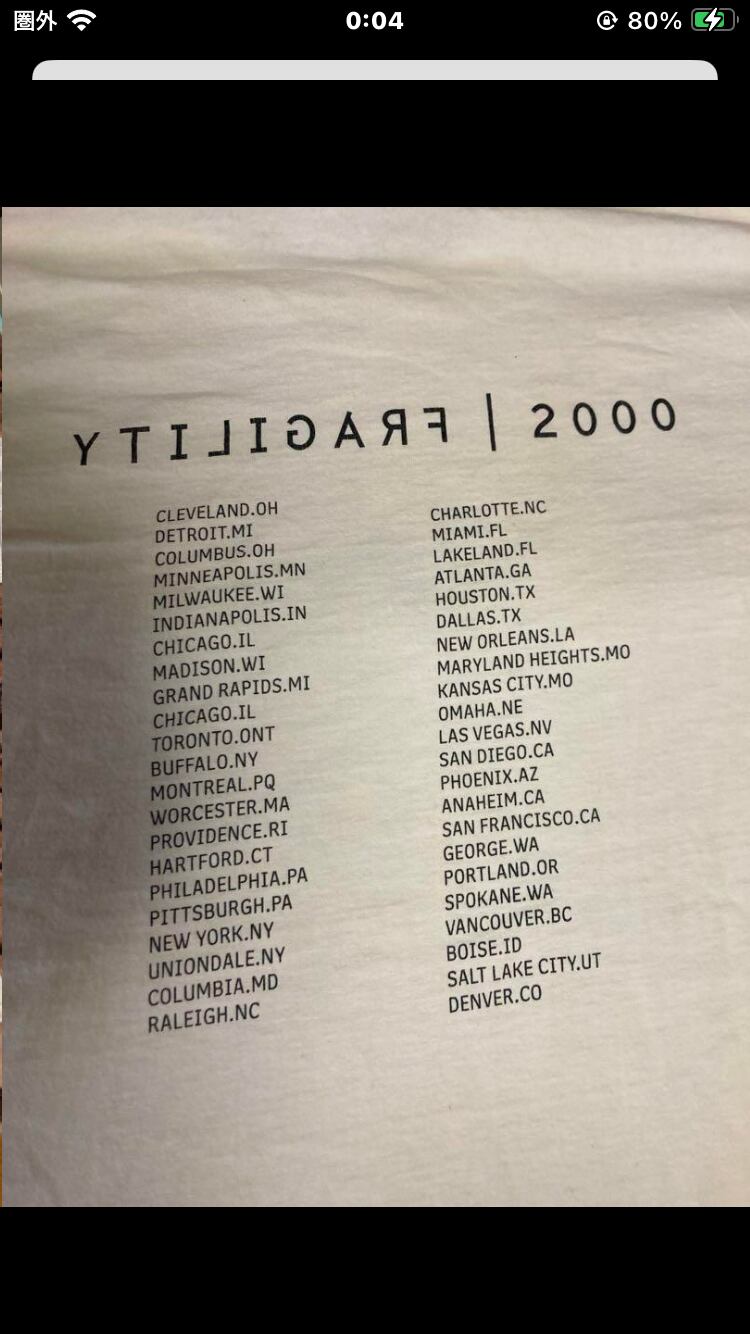 圏外 0:04 80%
YTILIGARF | 2000
CLEVELAND.OH
DETROIT.MI
COLUMBUS.OH
MINNEAPOLIS.MN
MILWAUKEE.WI
INDIANAPOLIS.IN
CHICAGO.IL
MADISON.WI
GRAND RAPIDS.MI
CHICAGO.IL
TORONTO.ONT
BUFFALO.NY
MONTREAL.PQ
WORCESTER.MA
PROVIDENCE.RI
HARTFORD.CT
PHILADELPHIA.PA
PITTSBURGH.PA
NEW YORK.NY
UNIONDALE.NY
COLUMBIA.MD
RALEIGH.NC
CHARLOTTE.NC
MIAMI.FL
LAKELAND.FL
ATLANTA.GA
HOUSTON.TX
DALLAS.TX
NEW ORLEANS.LA
MARYLAND HEIGHTS.MO
KANSAS CITY.MO
OMAHA.NE
LAS VEGAS.NV
SAN DIEGO.CA
PHOENIX.AZ
ANAHEIM.CA
SAN FRANCISCO.CA
GEORGE.WA
PORTLAND.OR
SPOKANE.WA
VANCOUVER.BC
BOISE.ID
SALT LAKE CITY.UT
DENVER.CO